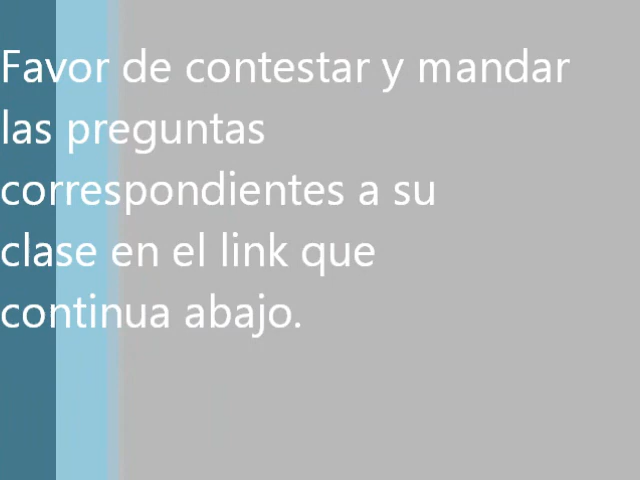 Favor de contestar y mandar
las preguntas
correspondientes a su
clase en el link que
continua abajo.